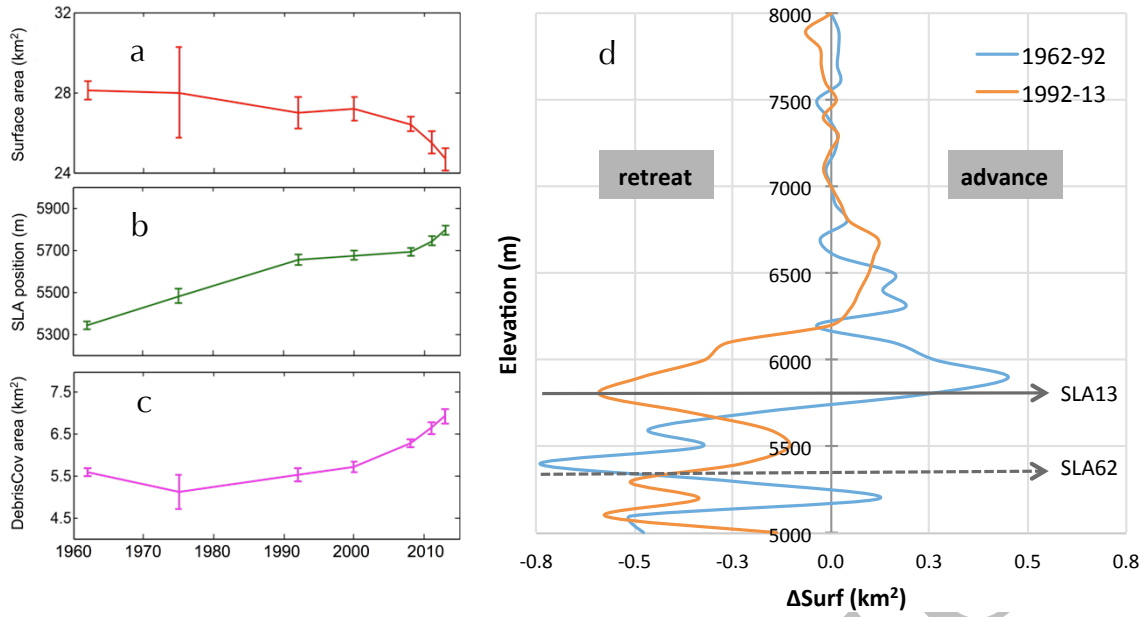 a
Surface area (km²)
32
28
24
b
SLA position (m)
5900
5700
5500
5300
c
DebrisCov area (km²)
7.5
6.5
5.5
4.5
1960 1970 1980 1990 2000 2010
d
1962-92
1992-13
retreat
advance
Elevation (m)
8000
7500
7000
6500
6000
5500
5000
SLA13
SLA62
-0.8 -0.5 -0.3 0.0 0.3 0.5 0.8
ΔSurf (km²)